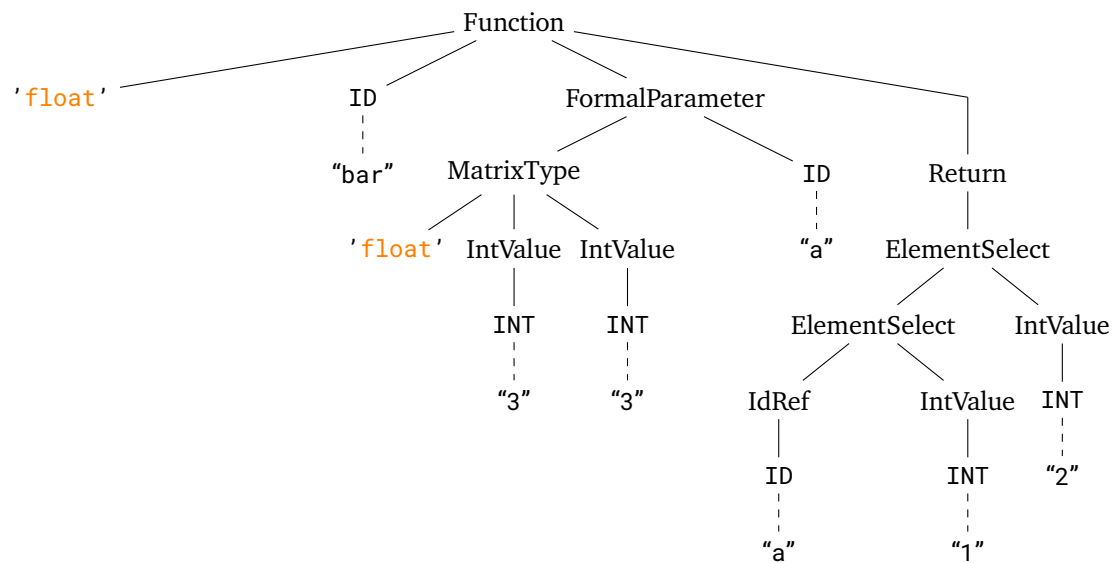 Function
’float’ ID FormalParameter
“bar” MatrixType ID Return
’float’ IntValue IntValue “a” ElementSelect
INT INT ElementSelect IntValue
“3” “3” IdRef IntValue INT
ID INT “2”
“a” “1”